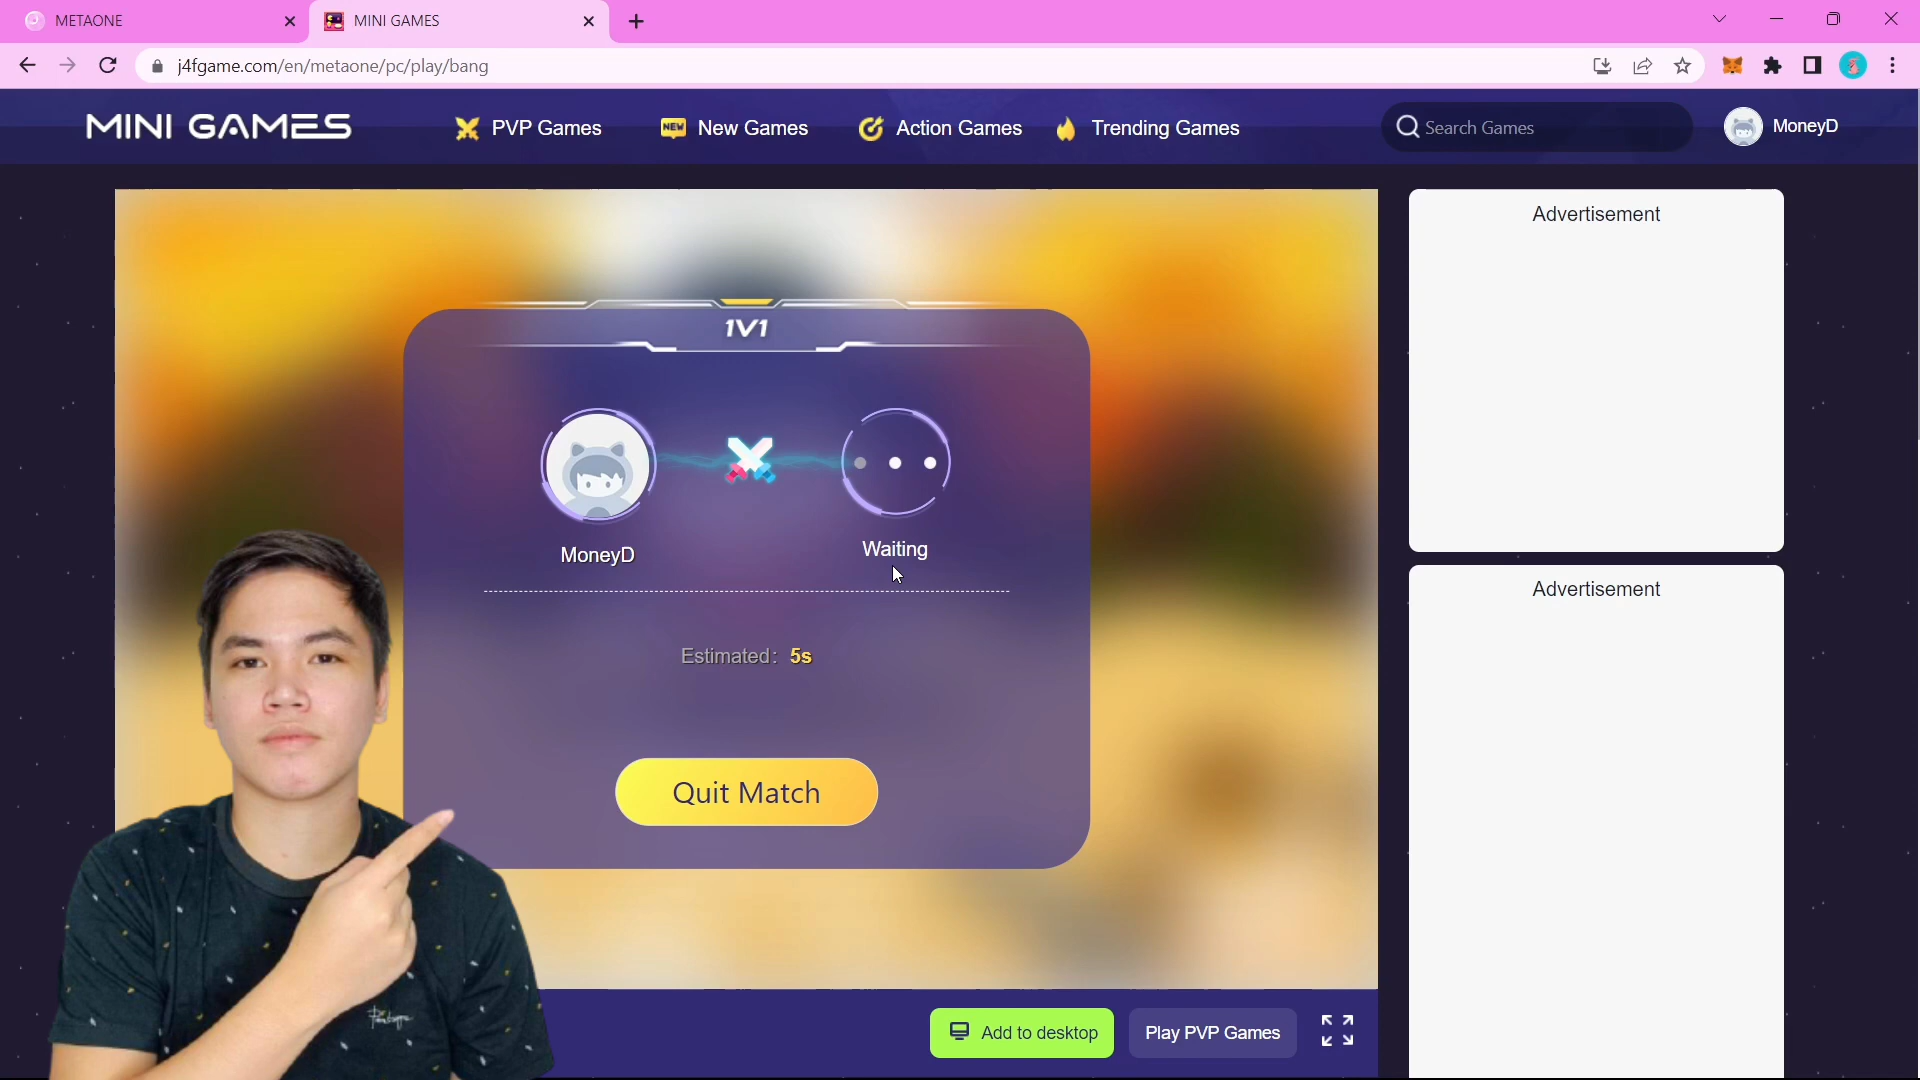 METAONE
MINI GAMES
j4fgame.com/en/metaone/pc/play/bang
MINI GAMES
PVP Games
NEW New Games
Action Games
Trending Games
Search Games
MoneyD
1V1
MoneyD
Waiting
Estimated: 5s
Quit Match
Advertisement
Advertisement
Add to desktop
Play PVP Games